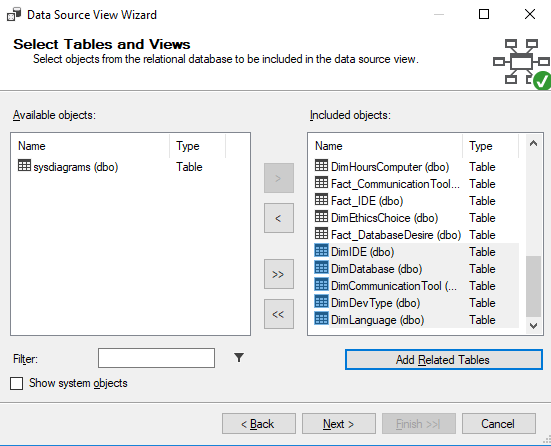 Data Source View Wizard
Select Tables and Views
Select objects from the relational database to be included in the data source view.
Available objects:
Included objects:
Name Type
sysdiagrams (dbo) Table
Name Type
DimHoursComputer (dbo) Table
Fact_CommunicationTool... Table
Fact_IDE (dbo) Table
DimEthicsChoice (dbo) Table
Fact_DatabaseDesire (dbo) Table
DimIDE (dbo) Table
DimDatabase (dbo) Table
DimCommunicationTool (... Table
DimDevType (dbo) Table
DimLanguage (dbo) Table
>
<
>>
<<
Filter:
Add Related Tables
Show system objects
< Back
Next >
Finish >>|
Cancel